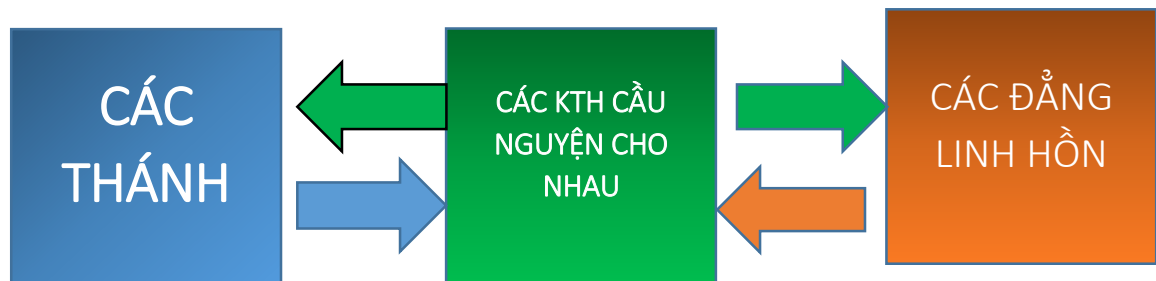 CÁC
THÁNH
CÁC KTH CẦU
NGUYỆN CHO
NHAU
CÁC ĐẲNG
LINH HỒN